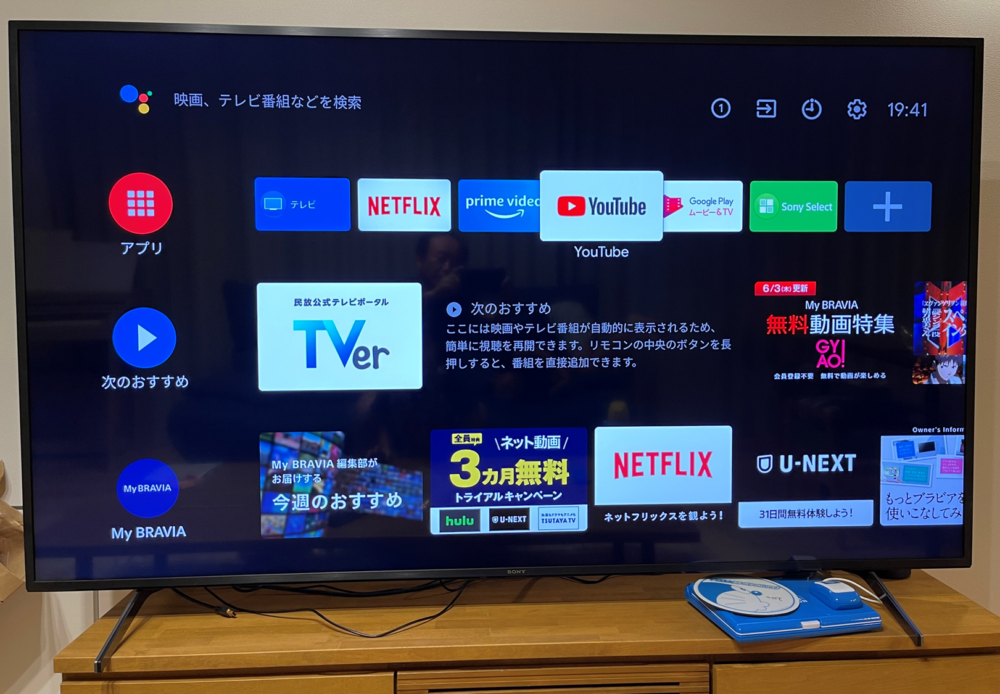 映画、テレビ番組などを検索
1
19:41
テレビ
NETFLIX
prime video
YouTube
Google Play
ムービー&TV
Sony Select
アプリ
YouTube
民放公式テレビポータル
TVer
次のおすすめ
ここには映画やテレビ番組が自動的に表示されるため、
簡単に視聴を再開できます。リモコンの中央のボタンを長
押しすると、番組を直接追加できます。
6/3(木)更新
My BRAVIA
無料動画特集
GYAO!
会員登録不要 無料で動画が楽しめる
次のおすすめ
My BRAVIA 編集部が
お届けする
今週のおすすめ
全員特典
\ネット動画/
3カ月無料
トライアルキャンペーン
hulu
U-NEXT
映画もドラマもアニメも
TSUTAYA TV
NETFLIX
ネットフリックスを観よう!
U-NEXT
31日間無料体験しよう!
Owner's Inform
もっとブラビアを
使いこなしてみ
My BRAVIA
My BRAVIA
SONY